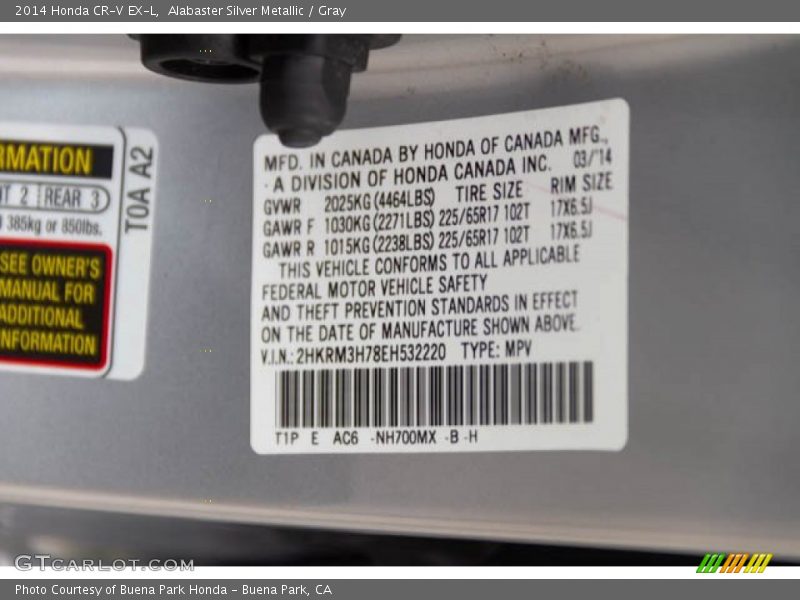 2014 Honda CR-V EX-L, Alabaster Silver Metallic / Gray
RMATION
2 REAR 3
385kg or 850lbs.
SEE OWNER'S
MANUAL FOR
ADDITIONAL
INFORMATION
T0A A2
MFD. IN CANADA BY HONDA OF CANADA MFG.,
A DIVISION OF HONDA CANADA INC. 03/'14
GVWR 2025KG (4464LBS) TIRE SIZE RIM SIZE
GAWR F 1030KG (2271LBS) 225/65R17 102T 17X6.5J
GAWR R 1015KG (2238LBS) 225/65R17 102T 17X6.5J
THIS VEHICLE CONFORMS TO ALL APPLICABLE
FEDERAL MOTOR VEHICLE SAFETY
AND THEFT PREVENTION STANDARDS IN EFFECT
ON THE DATE OF MANUFACTURE SHOWN ABOVE.
V.I.N.: 2HKRM3H78EH532220 TYPE: MPV
T1P E AC6 -NH700MX -B -H
GTCARLOT.COM
Photo Courtesy of Buena Park Honda - Buena Park, CA